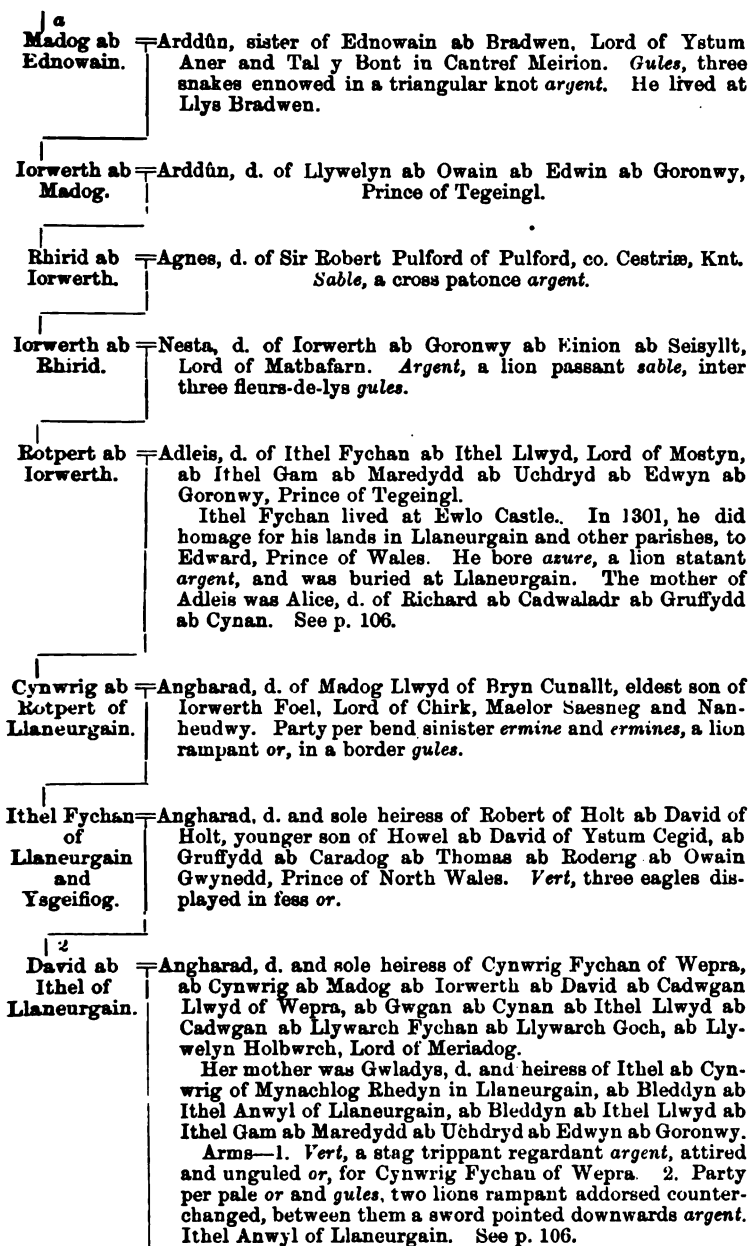 a
Madog ab ╤ Arddûn, sister of Ednowain ab Bradwen, Lord of Ystum
Ednowain. Aner and Tal y Bont in Cantref Meirion. Gules, three
snakes ennowed in a triangular knot argent. He lived at
Llys Bradwen.
Iorwerth ab ╤ Arddûn, d. of Llywelyn ab Owain ab Edwin ab Goronwy,
Madog. Prince of Tegeingl.
Rhirid ab ╤ Agnes, d. of Sir Robert Pulford of Pulford, co. Cestriæ, Knt.
Iorwerth. Sable, a cross patonce argent.
Iorwerth ab ╤ Nesta, d. of Iorwerth ab Goronwy ab Einion ab Seisyllt,
Rhirid. Lord of Mathafarn. Argent, a lion passant sable, inter
three fleurs-de-lys gules.
Rotpert ab ╤ Adleis, d. of Ithel Fychan ab Ithel Llwyd, Lord of Mostyn,
Iorwerth. ab Ithel Gam ab Maredydd ab Uchdryd ab Edwyn ab
Goronwy, Prince of Tegeingl.
Ithel Fychan lived at Ewlo Castle.. In 1301, he did
homage for his lands in Llaneurgain and other parishes, to
Edward, Prince of Wales. He bore azure, a lion statant
argent, and was buried at Llaneurgain. The mother of
Adleis was Alice, d. of Richard ab Cadwaladr ab Gruffydd
ab Cynan. See p. 106.
Cynwrig ab ╤ Angharad, d. of Madog Llwyd of Bryn Cunallt, eldest son of
Rotpert of Iorwerth Foel, Lord of Chirk, Maelor Saesneg and Nan-
Llaneurgain. heudwy. Party per bend sinister ermine and ermines, a lion
rampant or, in a border gules.
Ithel Fychan ╤ Angharad, d. and sole heiress of Robert of Holt ab David of
of Holt, younger son of Howel ab David of Ystum Cegid, ab
Llaneurgain Gruffydd ab Caradog ab Thomas ab Roderig ab Owain
and Gwynedd, Prince of North Wales. Vert, three eagles dis-
Ysgeifiog. played in fess or.
2
David ab ╤ Angharad, d. and sole heiress of Cynwrig Fychan of Wepra,
Ithel of ab Cynwrig ab Madog ab Iorwerth ab David ab Cadwgan
Llaneurgain. Llwyd of Wepra, ab Gwgan ab Cynan ab Ithel Llwyd ab
Cadwgan ab Llywarch Fychan ab Llywarch Goch, ab Lly-
welyn Holbwrch, Lord of Meriadog.
Her mother was Gwladys, d. and heiress of Ithel ab Cyn-
wrig of Mynachlog Rhedyn in Llaneurgain, ab Bleddyn ab
Ithel Anwyl of Llaneurgain, ab Bleddyn ab Ithel Llwyd ab
Ithel Gam ab Maredydd ab Uchdryd ab Edwyn ab Goronwy.
Arms—1. Vert, a stag trippant regardant argent, attired
and unguled or, for Cynwrig Fychan of Wepra. 2. Party
per pale or and gules, two lions rampant addorsed counter-
changed, between them a sword pointed downwards argent.
Ithel Anwyl of Llaneurgain. See p. 106.